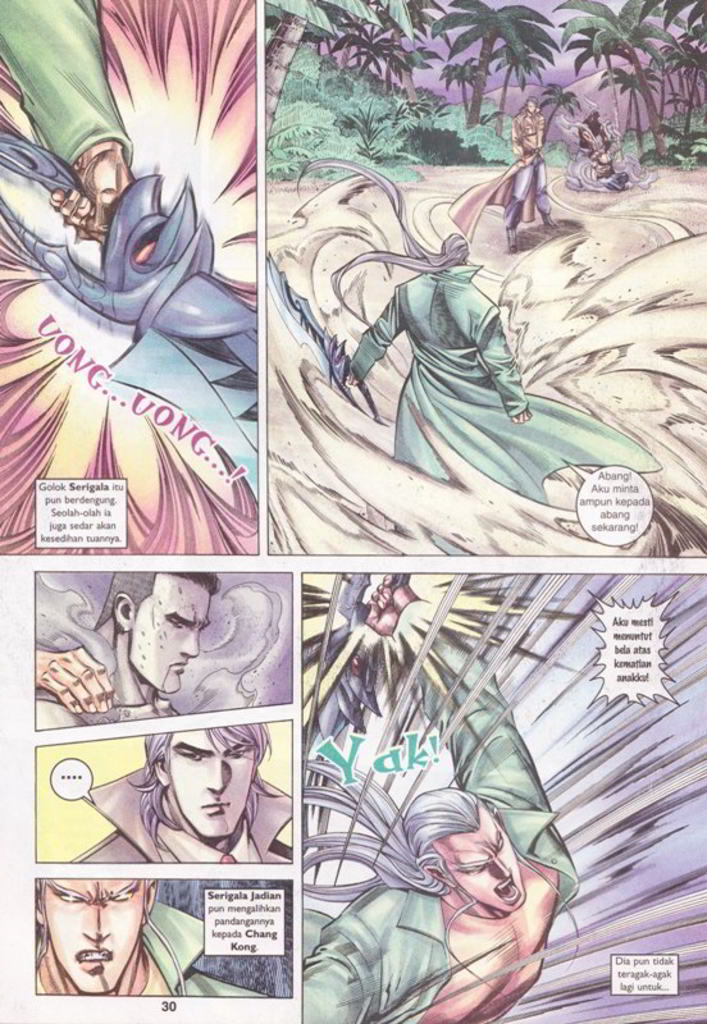 UONG...UONG...!
Golok Serigala itu
pun berdengung.
Seolah-olah ia
juga sedar akan
kesedihan tuannya.
Abang!
Aku minta
ampun kepada
abang
sekarang!
....
Serigala Jadian
pun mengalihkan
pandangannya
kepada Chang
Kong.
Aku mesti
menuntut
bela atas
kematian
anakku!
Yak!
Dia pun tidak
teragak-agak
lagi untuk...
30